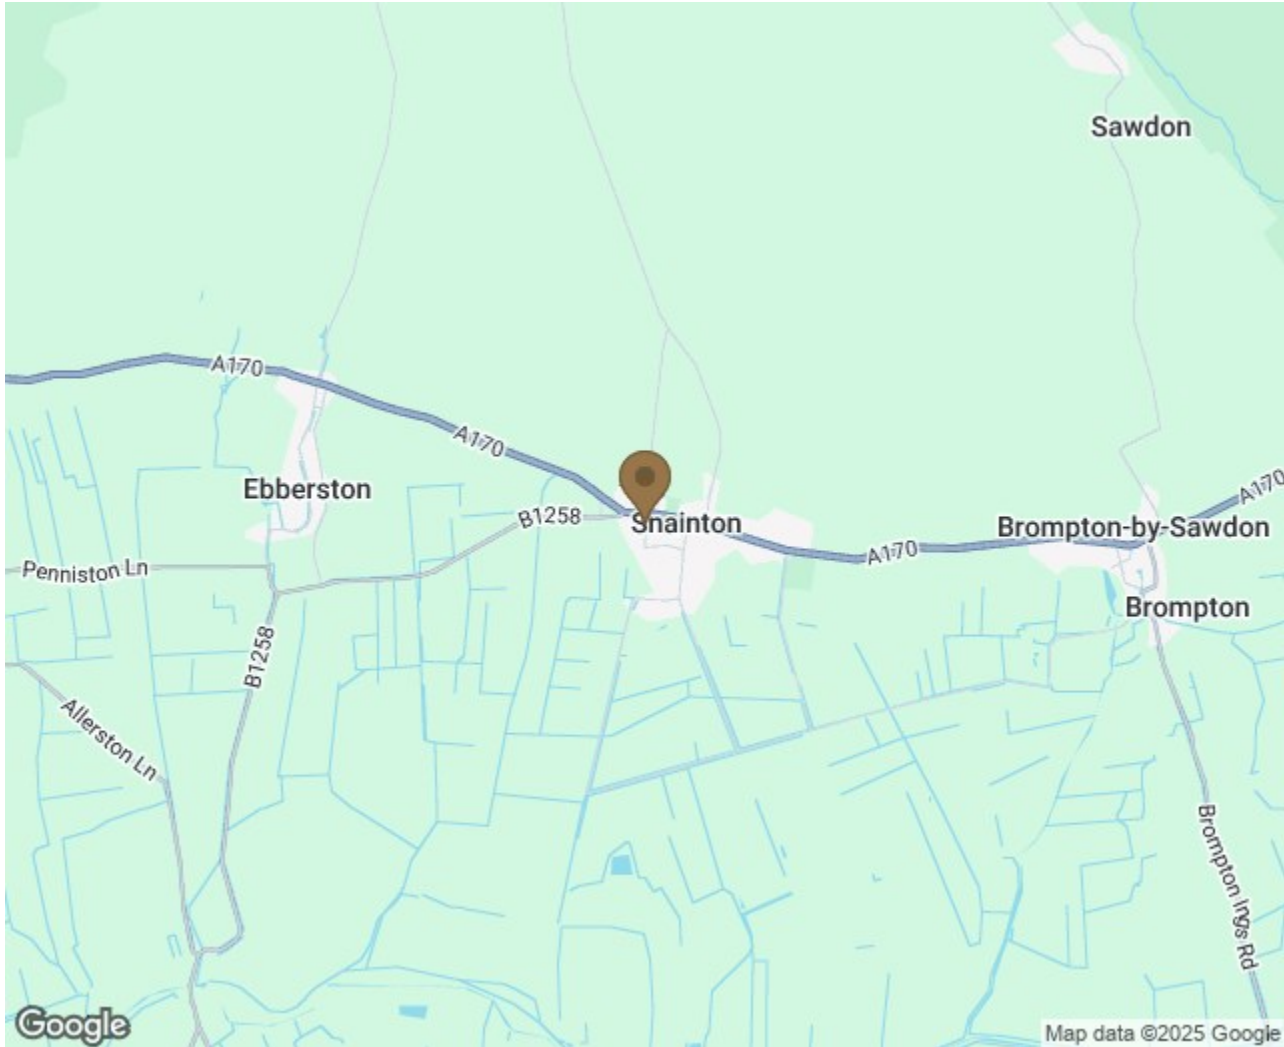 Sawdon
A170
A170
Ebberston
A170
B1258
Snainton
Brompton-by-Sawdon
A170
Penniston Ln
Brompton
B1258
Allerston Ln
Brompton Ings Rd
Google
Map data ©2025 Google